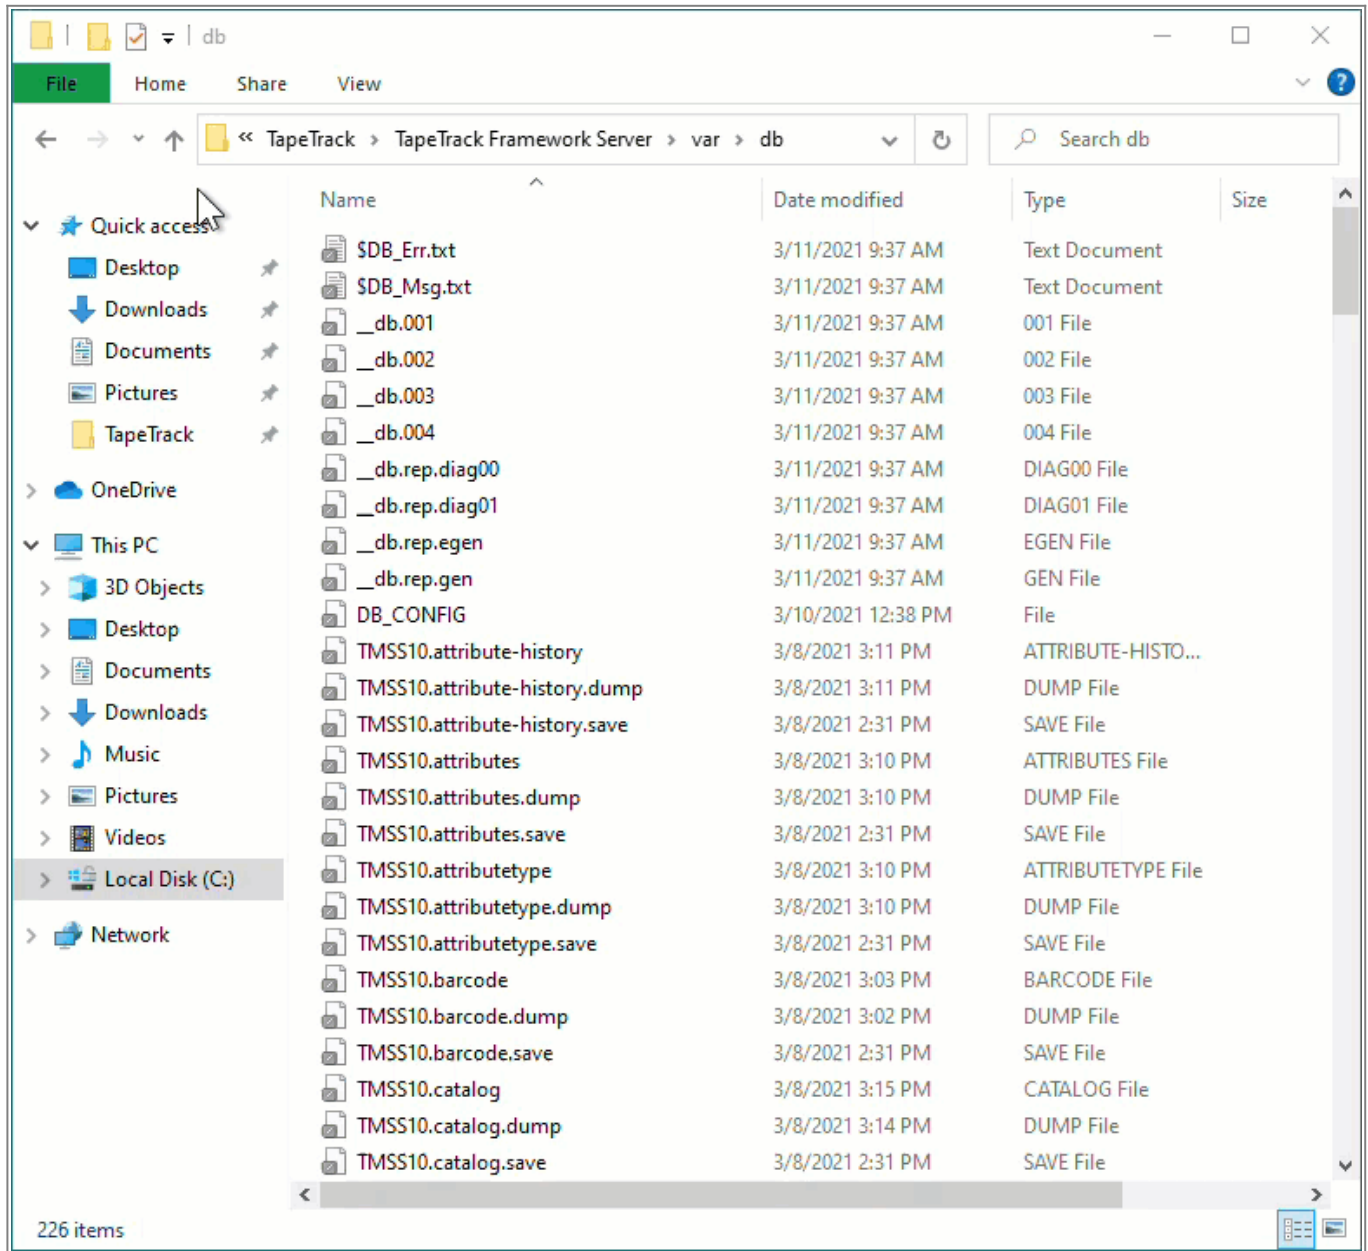 db
File Home Share View
« TapeTrack > TapeTrack Framework Server > var > db Search db
Name Date modified Type Size
Quick access
Desktop
Downloads
Documents
Pictures
TapeTrack
OneDrive
This PC
3D Objects
Desktop
Documents
Downloads
Music
Pictures
Videos
Local Disk (C:)
Network
$DB_Err.txt 3/11/2021 9:37 AM Text Document
$DB_Msg.txt 3/11/2021 9:37 AM Text Document
__db.001 3/11/2021 9:37 AM 001 File
__db.002 3/11/2021 9:37 AM 002 File
__db.003 3/11/2021 9:37 AM 003 File
__db.004 3/11/2021 9:37 AM 004 File
__db.rep.diag00 3/11/2021 9:37 AM DIAG00 File
__db.rep.diag01 3/11/2021 9:37 AM DIAG01 File
__db.rep.egen 3/11/2021 9:37 AM EGEN File
__db.rep.gen 3/11/2021 9:37 AM GEN File
DB_CONFIG 3/10/2021 12:38 PM File
TMSS10.attribute-history 3/8/2021 3:11 PM ATTRIBUTE-HISTO...
TMSS10.attribute-history.dump 3/8/2021 3:11 PM DUMP File
TMSS10.attribute-history.save 3/8/2021 2:31 PM SAVE File
TMSS10.attributes 3/8/2021 3:10 PM ATTRIBUTES File
TMSS10.attributes.dump 3/8/2021 3:10 PM DUMP File
TMSS10.attributes.save 3/8/2021 2:31 PM SAVE File
TMSS10.attributetype 3/8/2021 3:10 PM ATTRIBUTETYPE File
TMSS10.attributetype.dump 3/8/2021 3:10 PM DUMP File
TMSS10.attributetype.save 3/8/2021 2:31 PM SAVE File
TMSS10.barcode 3/8/2021 3:03 PM BARCODE File
TMSS10.barcode.dump 3/8/2021 3:02 PM DUMP File
TMSS10.barcode.save 3/8/2021 2:31 PM SAVE File
TMSS10.catalog 3/8/2021 3:15 PM CATALOG File
TMSS10.catalog.dump 3/8/2021 3:14 PM DUMP File
TMSS10.catalog.save 3/8/2021 2:31 PM SAVE File
226 items